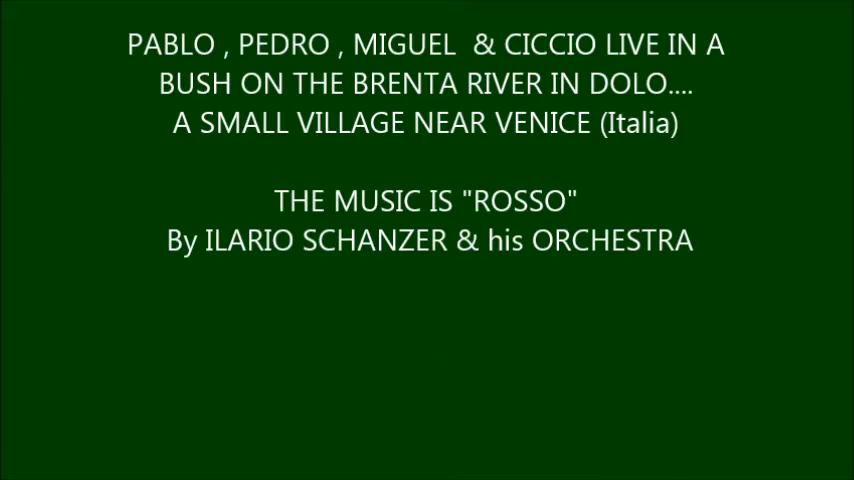 PABLO , PEDRO , MIGUEL  & CICCIO LIVE IN A
BUSH ON THE BRENTA RIVER IN DOLO....
A SMALL VILLAGE NEAR VENICE (Italia)
THE MUSIC IS "ROSSO"
By ILARIO SCHANZER & his ORCHESTRA